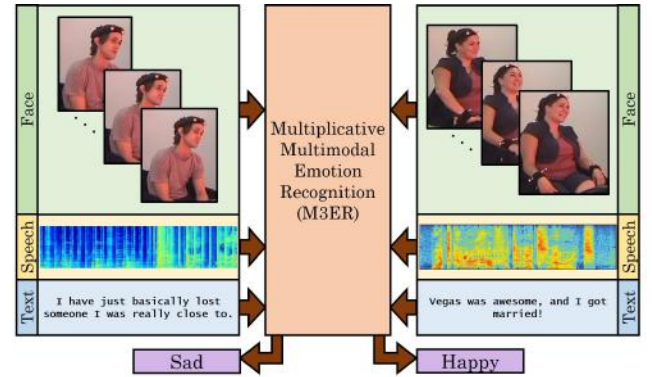 Face
Speech
Text
I have just basically lost
someone I was really close to.
Multiplicative
Multimodal
Emotion
Recognition
(M3ER)
Face
Speech
Text
Vegas was awesome, and I got
married!
Sad
Happy